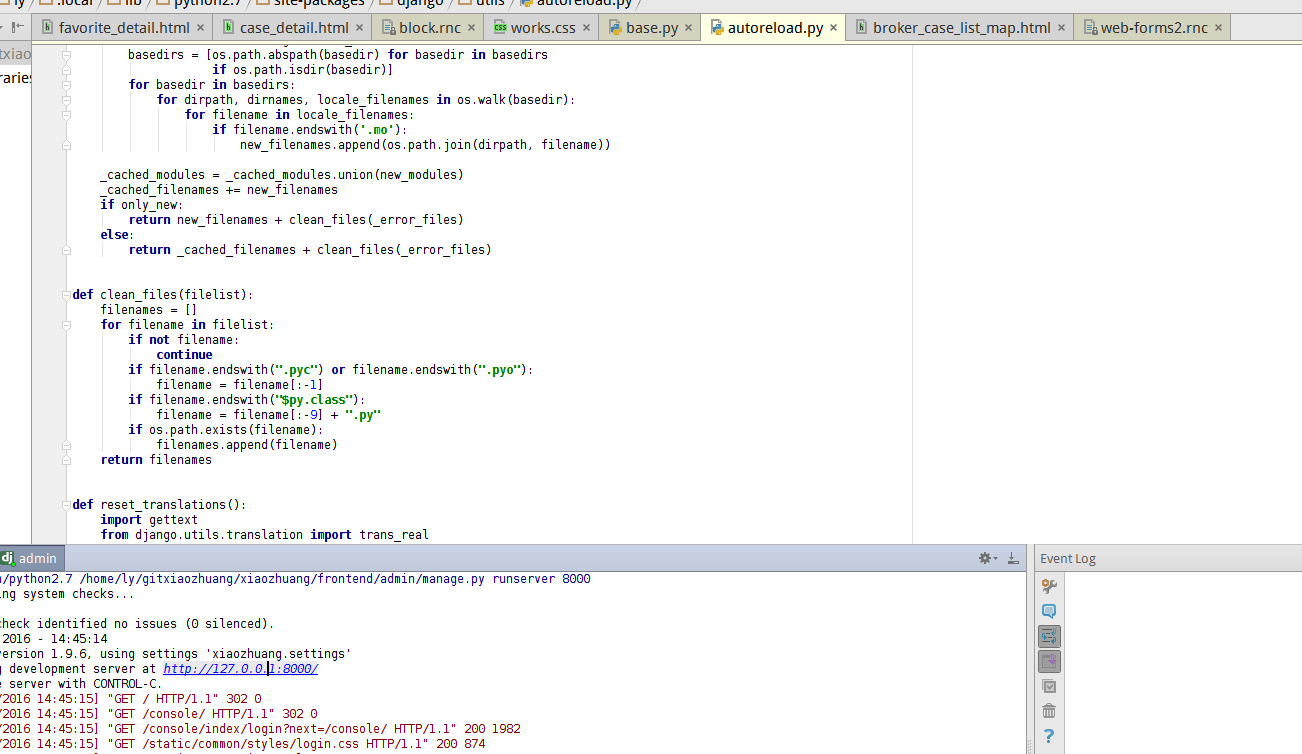 ly .local lib python2.7 site-packages django utils autoreload.py
favorite_detail.html case_detail.html block.rnc works.css base.py autoreload.py broker_case_list_map.html web-forms2.rnc
basedirs = [os.path.abspath(basedir) for basedir in basedirs
if os.path.isdir(basedir)]
for basedir in basedirs:
for dirpath, dirnames, locale_filenames in os.walk(basedir):
for filename in locale_filenames:
if filename.endswith('.mo'):
new_filenames.append(os.path.join(dirpath, filename))
_cached_modules = _cached_modules.union(new_modules)
_cached_filenames += new_filenames
if only_new:
return new_filenames + clean_files(_error_files)
else:
return _cached_filenames + clean_files(_error_files)
def clean_files(filelist):
filenames = []
for filename in filelist:
if not filename:
continue
if filename.endswith(".pyc") or filename.endswith(".pyo"):
filename = filename[:-1]
if filename.endswith("$py.class"):
filename = filename[:-9] + ".py"
if os.path.exists(filename):
filenames.append(filename)
return filenames
def reset_translations():
import gettext
from django.utils.translation import trans_real
dj admin
Event Log
/python2.7 /home/ly/gitxiaozhuang/xiaozhuang/frontend/admin/manage.py runserver 8000
ng system checks...
check identified no issues (0 silenced).
2016 - 14:45:14
version 1.9.6, using settings 'xiaozhuang.settings'
development server at http://127.0.0.1:8000/
server with CONTROL-C.
/2016 14:45:15] "GET / HTTP/1.1" 302 0
/2016 14:45:15] "GET /console/ HTTP/1.1" 302 0
/2016 14:45:15] "GET /console/index/login?next=/console/ HTTP/1.1" 200 1982
/2016 14:45:15] "GET /static/common/styles/login.css HTTP/1.1" 200 874